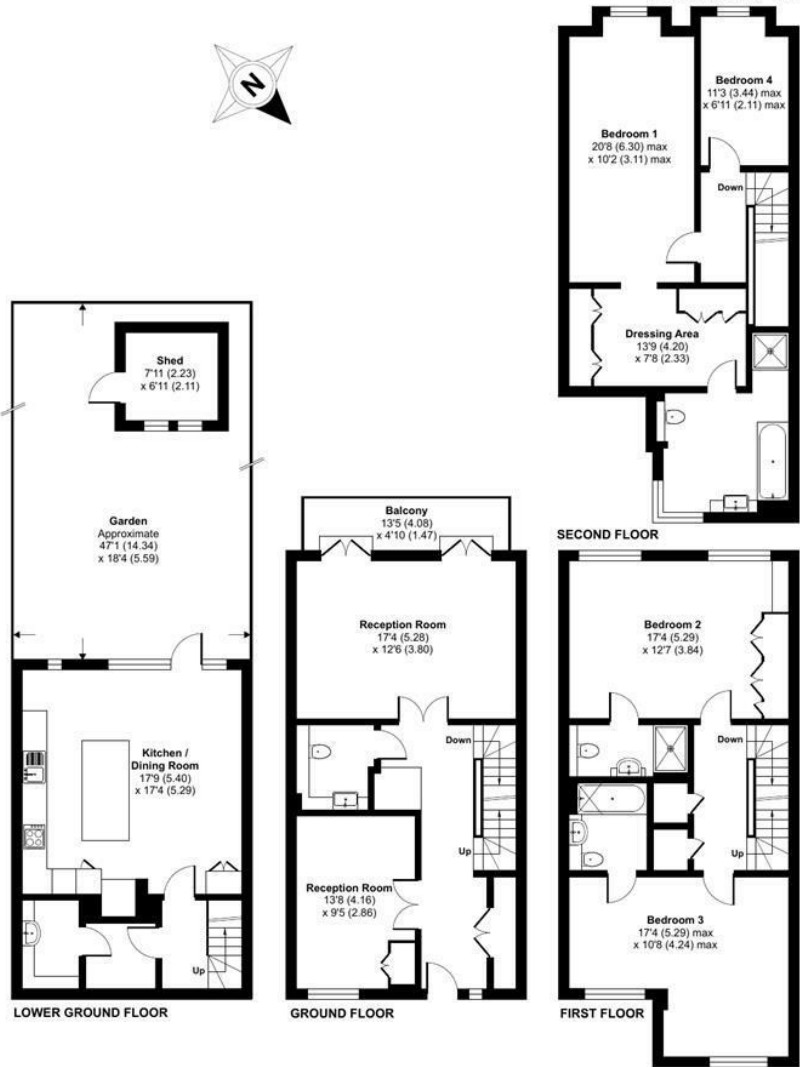 N
Bedroom 4
11'3 (3.44) max
x 6'11 (2.11) max
Bedroom 1
20'8 (6.30) max
x 10'2 (3.11) max
Down
Dressing Area
13'9 (4.20)
x 7'8 (2.33)
SECOND FLOOR
Shed
7'11 (2.23)
x 6'11 (2.11)
Garden
Approximate
47'1 (14.34)
x 18'4 (5.59)
Kitchen /
Dining Room
17'9 (5.40)
x 17'4 (5.29)
Up
LOWER GROUND FLOOR
Balcony
13'5 (4.08)
x 4'10 (1.47)
Reception Room
17'4 (5.28)
x 12'6 (3.80)
Down
Up
Reception Room
13'8 (4.16)
x 9'5 (2.86)
GROUND FLOOR
Bedroom 2
17'4 (5.29)
x 12'7 (3.84)
Down
Up
Bedroom 3
17'4 (5.29) max
x 10'8 (4.24) max
FIRST FLOOR